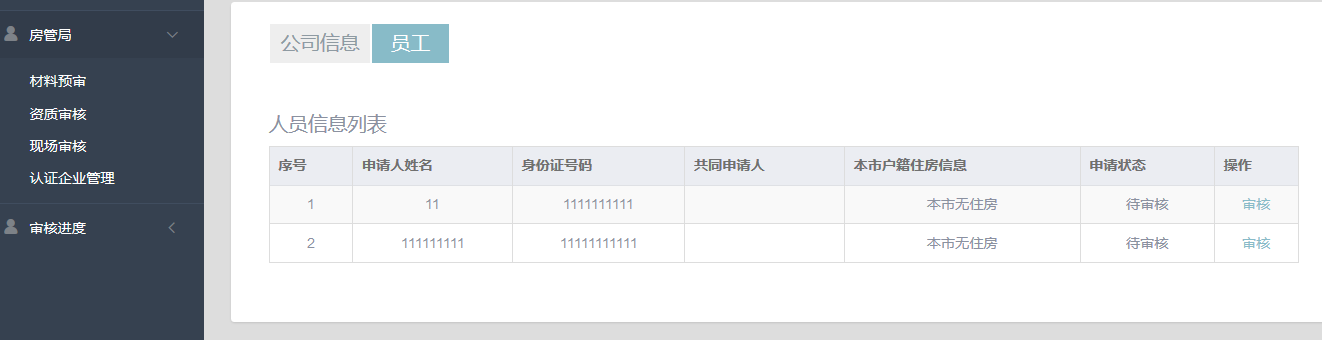 房管局
材料预审
资质审核
现场审核
认证企业管理
审核进度
公司信息 员工
人员信息列表
序号 申请人姓名 身份证号码 共同申请人 本市户籍住房信息 申请状态 操作
1 11 1111111111 本市无住房 待审核 审核
2 111111111 11111111111 本市无住房 待审核 审核